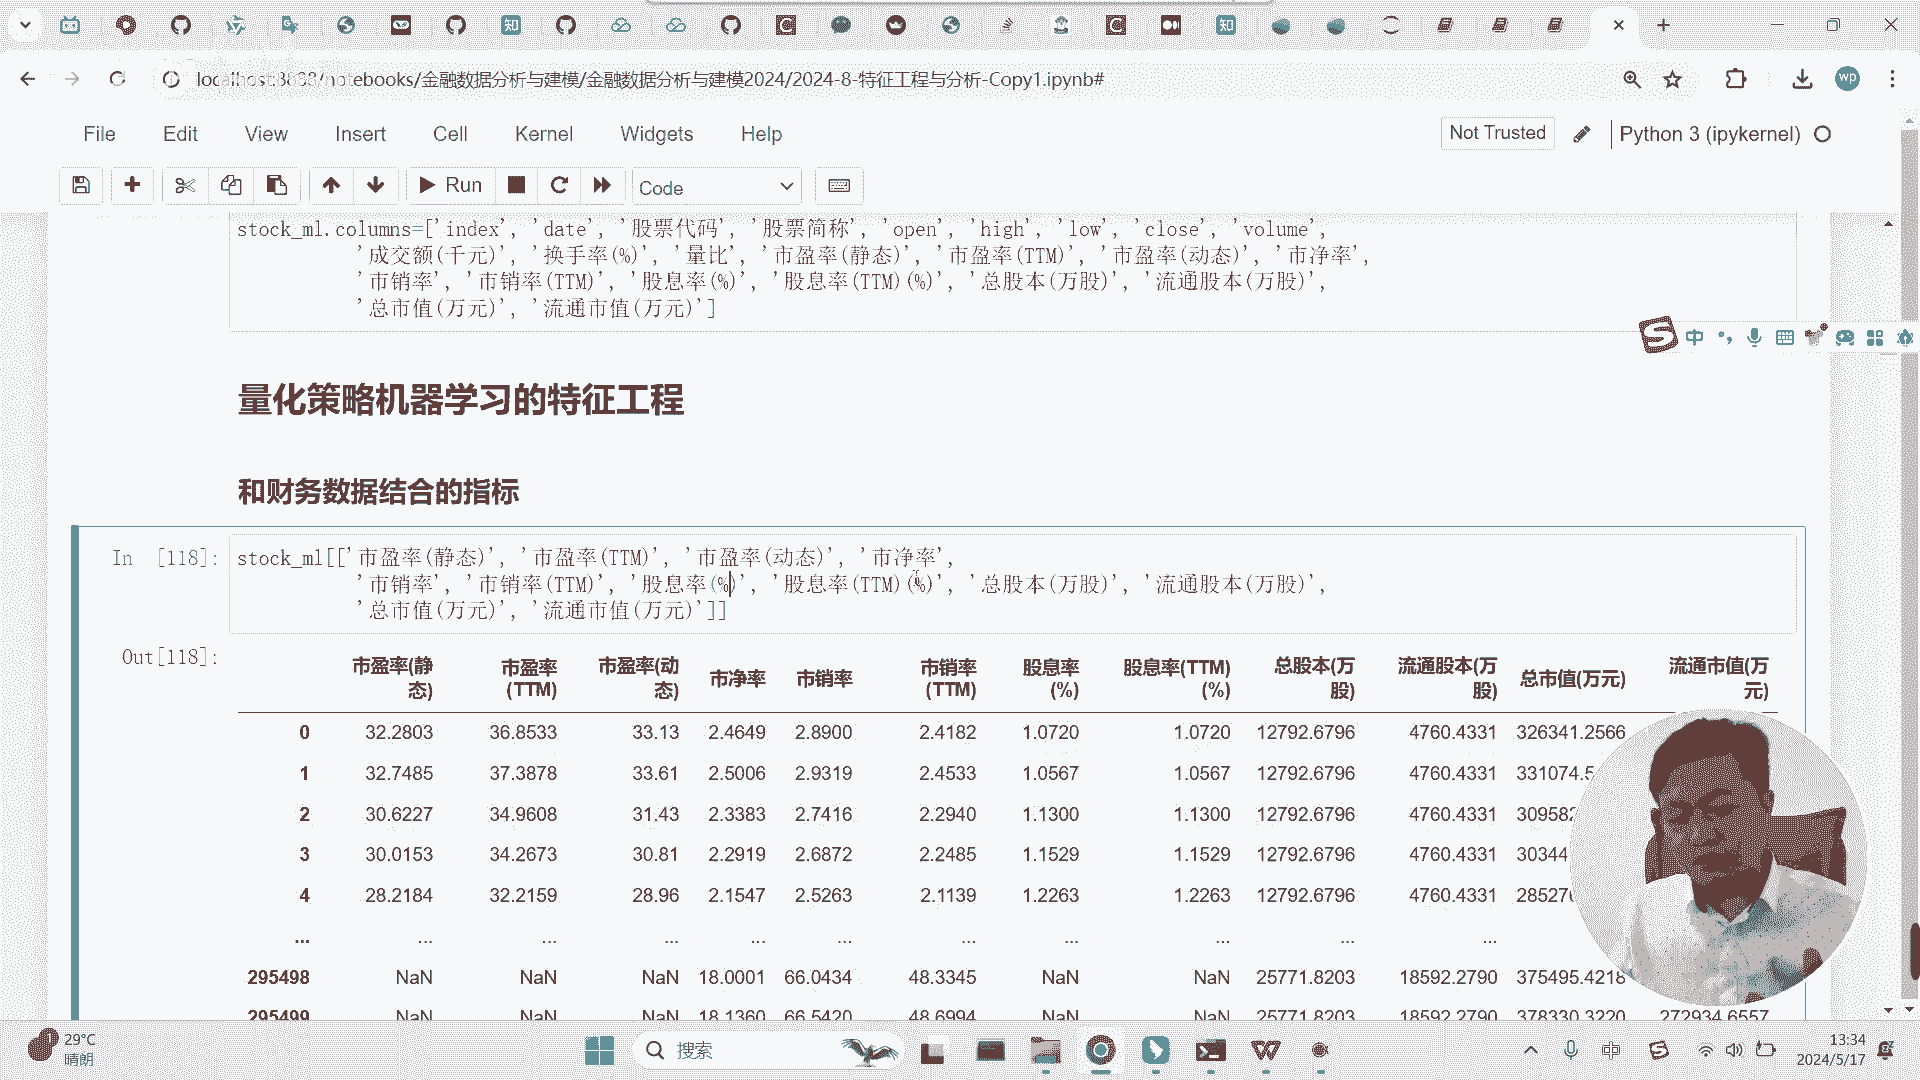 localhost:8888/notebooks/金融数据分析与建模/金融数据分析与建模2024/2024-8-特征工程与分析-Copy1.ipynb#
wp
File Edit View Insert Cell Kernel Widgets Help
Not Trusted
Python 3 (ipykernel)
Run
Code
stock_ml.columns=['index', 'date', '股票代码', '股票简称', 'open', 'high', 'low', 'close', 'volume',
'成交额(千元)', '换手率(%)', '量比', '市盈率(静态)', '市盈率(TTM)', '市盈率(动态)', '市净率',
'市销率', '市销率(TTM)', '股息率(%)', '股息率(TTM)(%)', '总股本(万股)', '流通股本(万股)',
'总市值(万元)', '流通市值(万元)']
中
量化策略机器学习的特征工程
和财务数据结合的指标
In [118]:
stock_ml[['市盈率(静态)', '市盈率(TTM)', '市盈率(动态)', '市净率',
'市销率', '市销率(TTM)', '股息率(%)', '股息率(TTM)(%)', '总股本(万股)', '流通股本(万股)',
'总市值(万元)', '流通市值(万元)']]
Out[118]:
市盈率(静态) 市盈率(TTM) 市盈率(动态) 市净率 市销率 市销率(TTM) 股息率(%) 股息率(TTM)(%) 总股本(万股) 流通股本(万股) 总市值(万元) 流通市值(万元)
0 32.2803 36.8533 33.13 2.4649 2.8900 2.4182 1.0720 1.0720 12792.6796 4760.4331 326341.2566
1 32.7485 37.3878 33.61 2.5006 2.9319 2.4533 1.0567 1.0567 12792.6796 4760.4331 331074.5
2 30.6227 34.9608 31.43 2.3383 2.7416 2.2940 1.1300 1.1300 12792.6796 4760.4331 309582
3 30.0153 34.2673 30.81 2.2919 2.6872 2.2485 1.1529 1.1529 12792.6796 4760.4331 30344
4 28.2184 32.2159 28.96 2.1547 2.5263 2.1139 1.2263 1.2263 12792.6796 4760.4331 285270
... ... ... ... ... ... ... ... ... ... ...
295498 NaN NaN NaN 18.0001 66.0434 48.3345 NaN NaN 25771.8203 18592.2790 375495.4218
295499 NaN NaN NaN 18.1360 66.5420 48.6994 NaN NaN 25771.8203 18592.2790 378330.3220 272934.6557
29°C
晴朗
搜索
中
13:34
2024/5/17